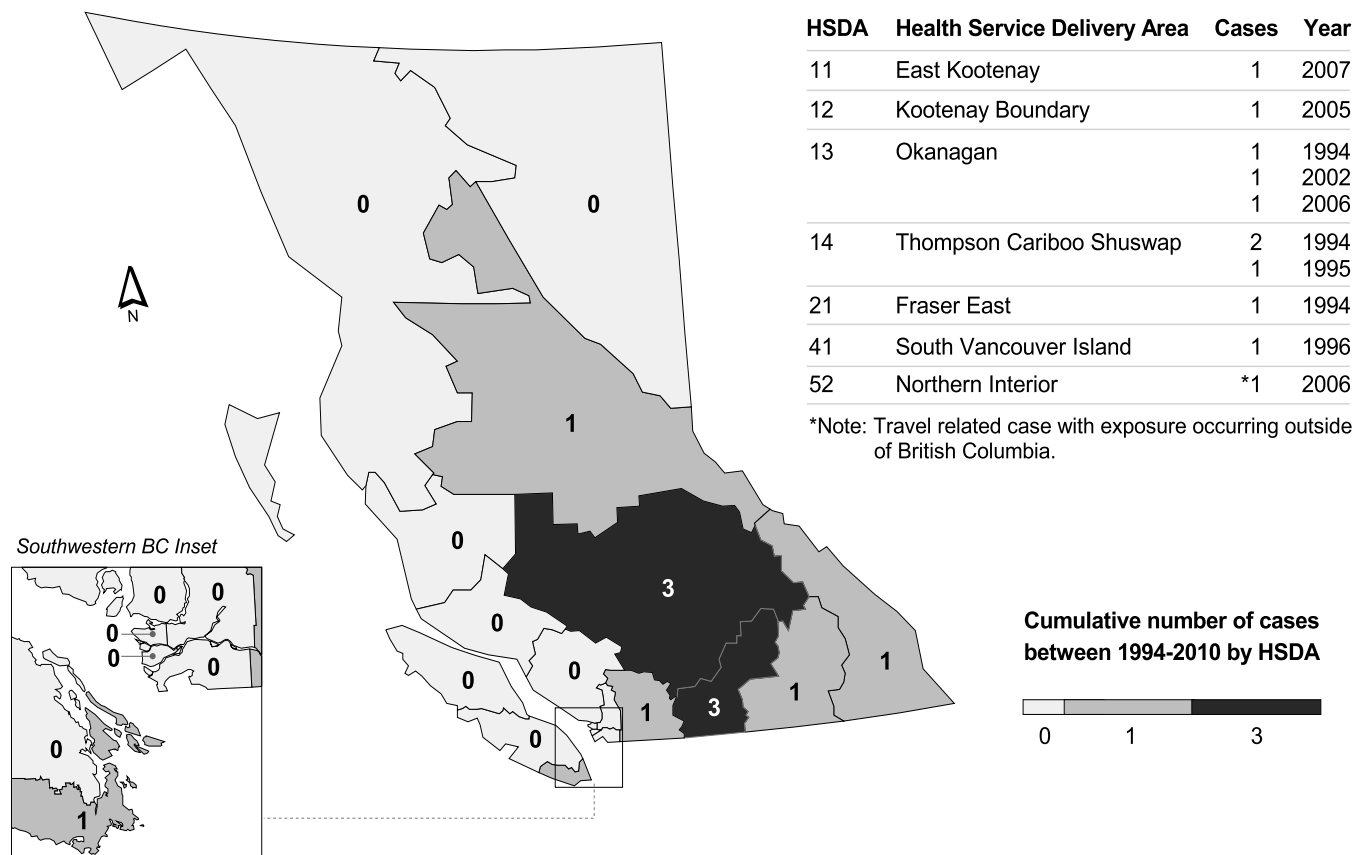 HSDA Health Service Delivery Area Cases Year
11 East Kootenay 1 2007
12 Kootenay Boundary 1 2005
13 Okanagan 1 1994
1 2002
1 2006
14 Thompson Cariboo Shuswap 2 1994
1 1995
21 Fraser East 1 1994
41 South Vancouver Island 1 1996
52 Northern Interior *1 2006
*Note: Travel related case with exposure occurring outside
of British Columbia.
0 0
N
1
0
3
0
0
1
0
1
0
1
3
0
Southwestern BC Inset
0 0
0
0
0
0
1
Cumulative number of cases
between 1994-2010 by HSDA
0 1 3